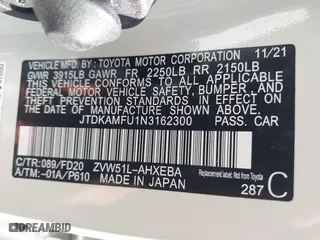 VEHICLE MFD BY: TOYOTA MOTOR CORPORATION 11/21
GVWR 3915LB GAWR FR 2250LB RR 2150LB
THIS VEHICLE CONFORMS TO ALL APPLICABLE
FEDERAL MOTOR VEHICLE SAFETY, BUMPER, AND
THEFT PREVENTION STANDARDS IN EFFECT ON THE
DATE OF MANUFACTURE SHOWN ABOVE.
JTDKAMFU1N3162300 PASS. CAR
C/TR: 089/FD20 ZVW51L-AHXEBA
A/TM: -01A/P610 MADE IN JAPAN
287 C